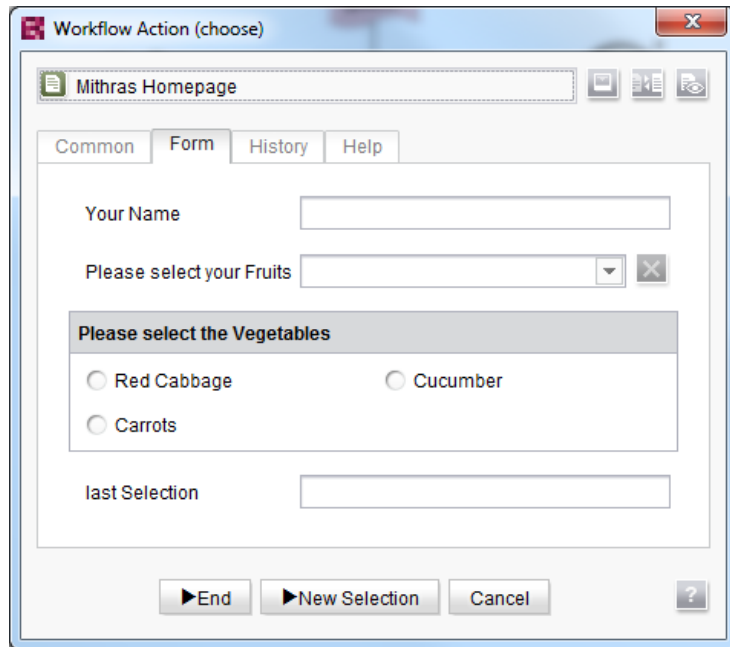 Workflow Action (choose)
Mithras Homepage
Common Form History Help
Your Name
Please select your Fruits
Please select the Vegetables
Red Cabbage Cucumber
Carrots
last Selection
End New Selection Cancel ?